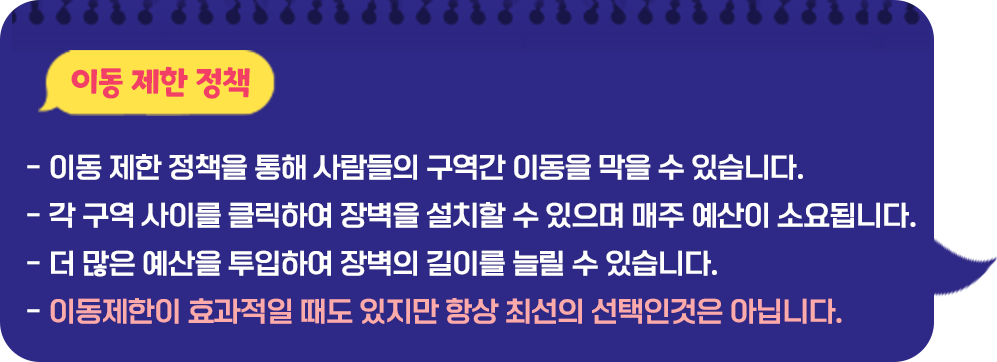 이동 제한 정책
- 이동 제한 정책을 통해 사람들의 구역간 이동을 막을 수 있습니다.
- 각 구역 사이를 클릭하여 장벽을 설치할 수 있으며 매주 예산이 소요됩니다.
- 더 많은 예산을 투입하여 장벽의 길이를 늘릴 수 있습니다.
- 이동제한이 효과적일 때도 있지만 항상 최선의 선택인것은 아닙니다.